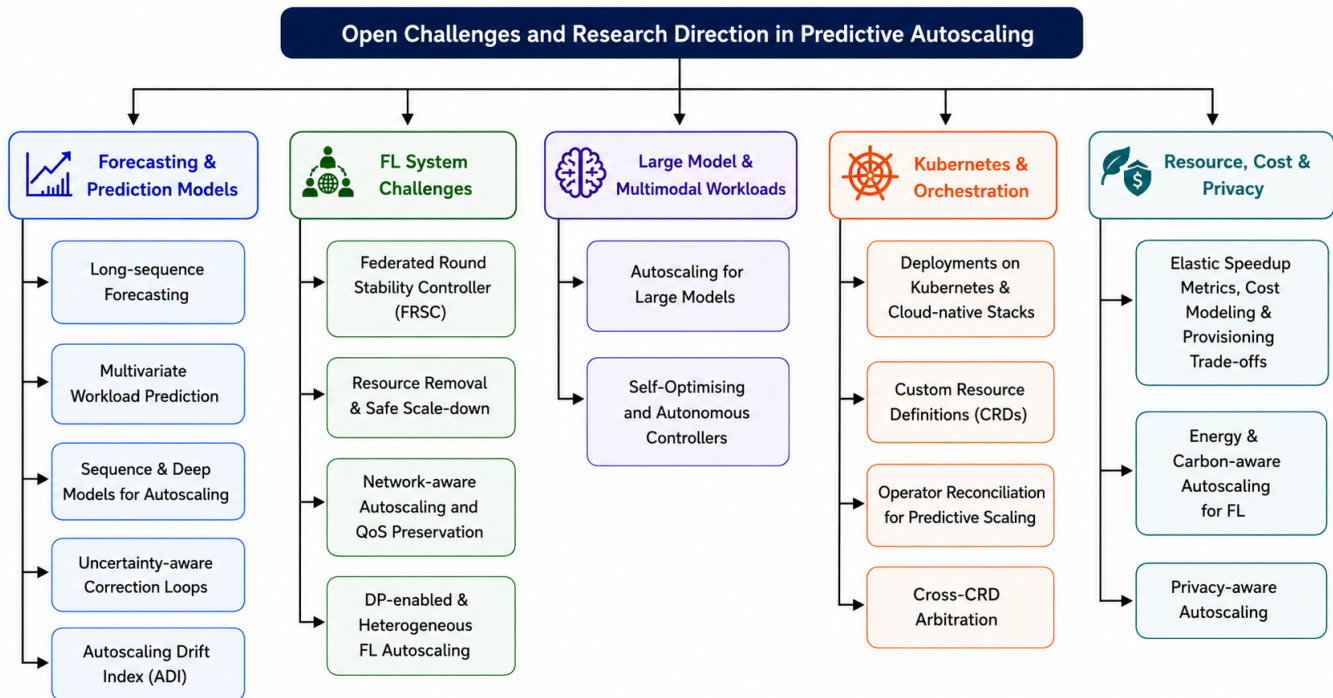 Open Challenges and Research Direction in Predictive Autoscaling
Forecasting &
Prediction Models
Long-sequence
Forecasting
Multivariate
Workload Prediction
Sequence & Deep
Models for Autoscaling
Uncertainty-aware
Correction Loops
Autoscaling Drift
Index (ADI)
FL System
Challenges
Federated Round
Stability Controller
(FRSC)
Resource Removal
& Safe Scale-down
Network-aware
Autoscaling and
QoS Preservation
DP-enabled &
Heterogeneous
FL Autoscaling
Large Model &
Multimodal Workloads
Autoscaling for
Large Models
Self-Optimising
and Autonomous
Controllers
Kubernetes &
Orchestration
Deployments on
Kubernetes &
Cloud-native Stacks
Custom Resource
Definitions (CRDs)
Operator Reconciliation
for Predictive Scaling
Cross-CRD
Arbitration
$
Resource, Cost &
Privacy
Elastic Speedup
Metrics, Cost
Modeling &
Provisioning
Trade-offs
Energy &
Carbon-aware
Autoscaling
for FL
Privacy-aware
Autoscaling